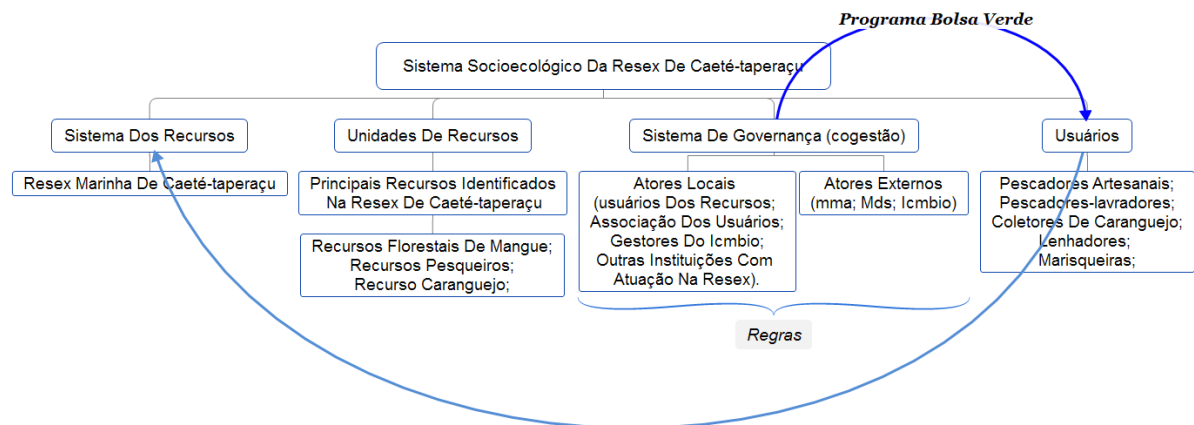 Programa Bolsa Verde
Sistema Socioecológico Da Resex De Caeté-taperaçu
Sistema Dos Recursos
Unidades De Recursos
Sistema De Governança (cogestão)
Usuários
Resex Marinha De Caeté-taperaçu
Principais Recursos Identificados
Na Resex De Caeté-taperaçu
Recursos Florestais De Mangue;
Recursos Pesqueiros;
Recurso Caranguejo;
Atores Locais
(usuários Dos Recursos;
Associação Dos Usuários;
Gestores Do Icmbio;
Outras Instituições Com
Atuação Na Resex).
Atores Externos
(mma; Mds; Icmbio)
Pescadores Artesanais;
Pescadores-lavradores;
Coletores De Caranguejo;
Lenhadores;
Marisqueiras;
Regras